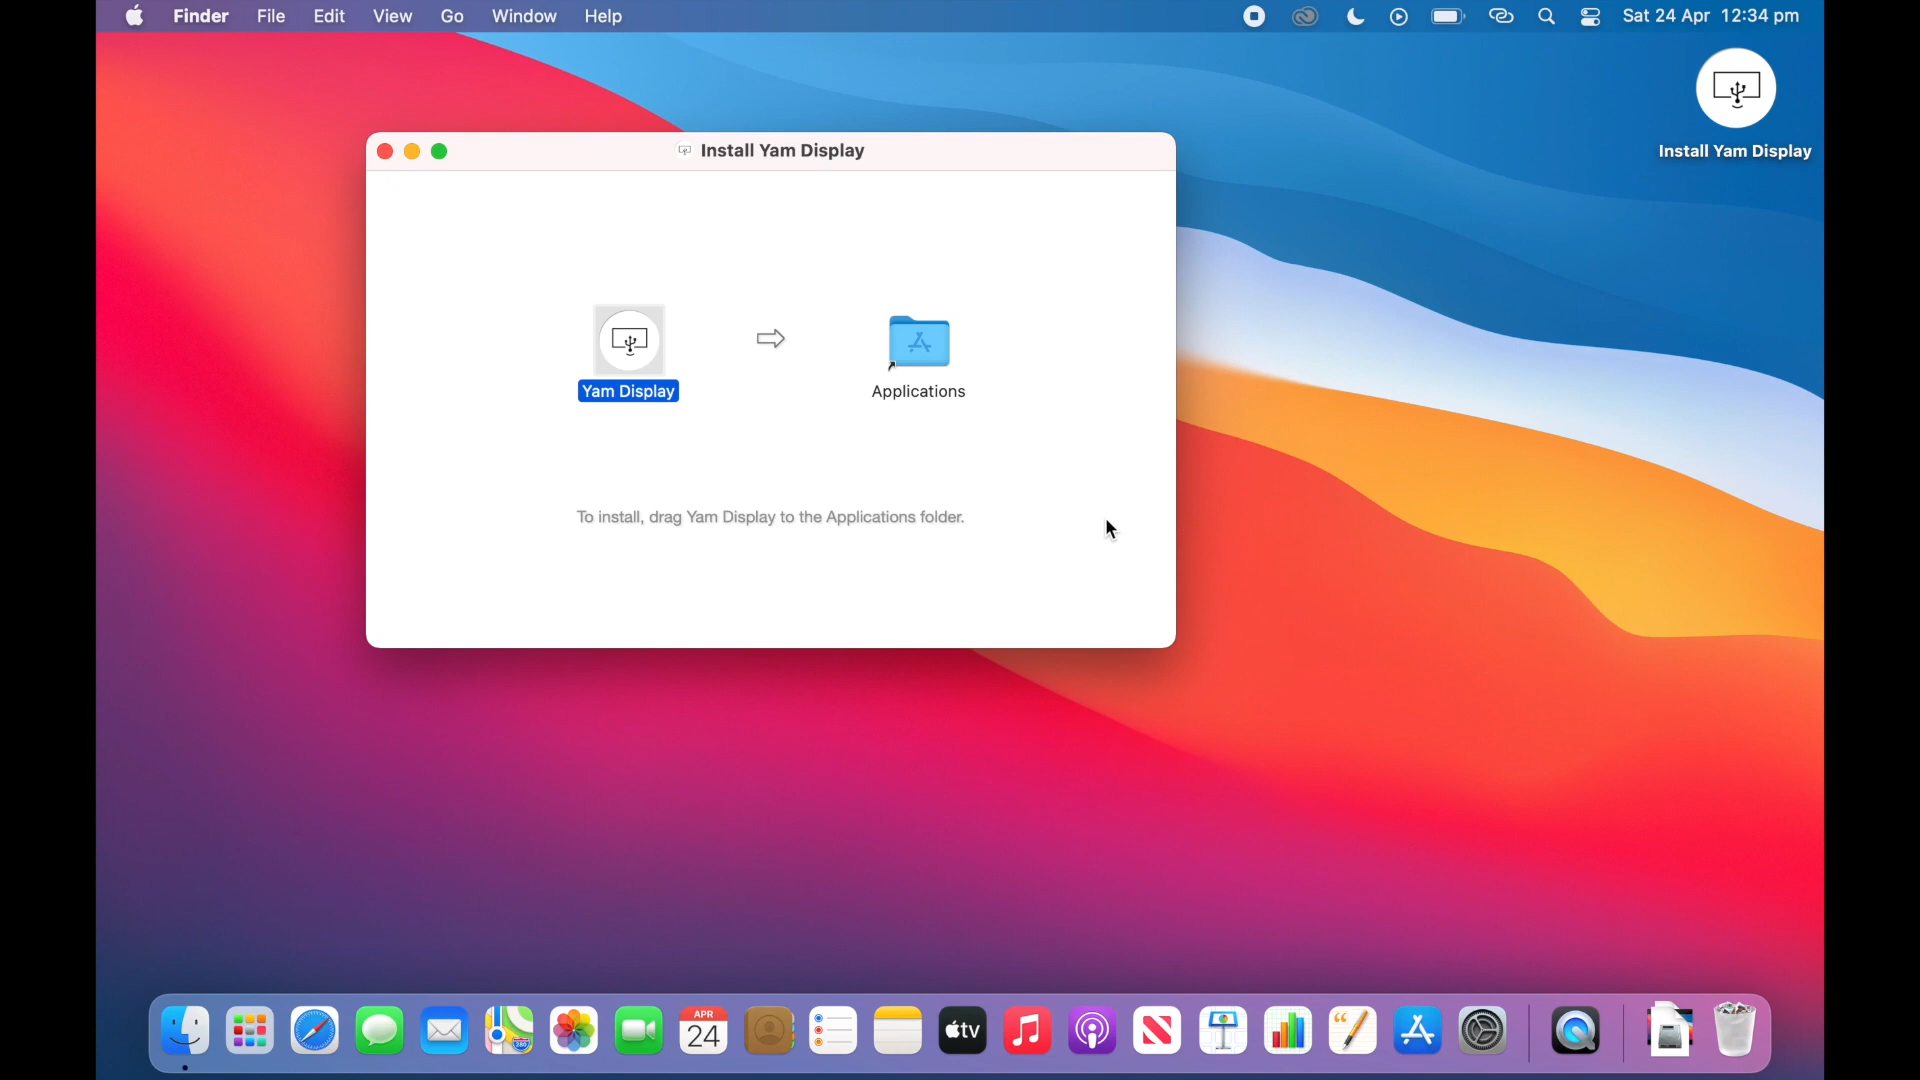 Finder File Edit View Go Window Help Sat 24 Apr 12:34 pm
Install Yam Display
Install Yam Display
Yam Display
Applications
To install, drag Yam Display to the Applications folder.
APR
24
280
tv